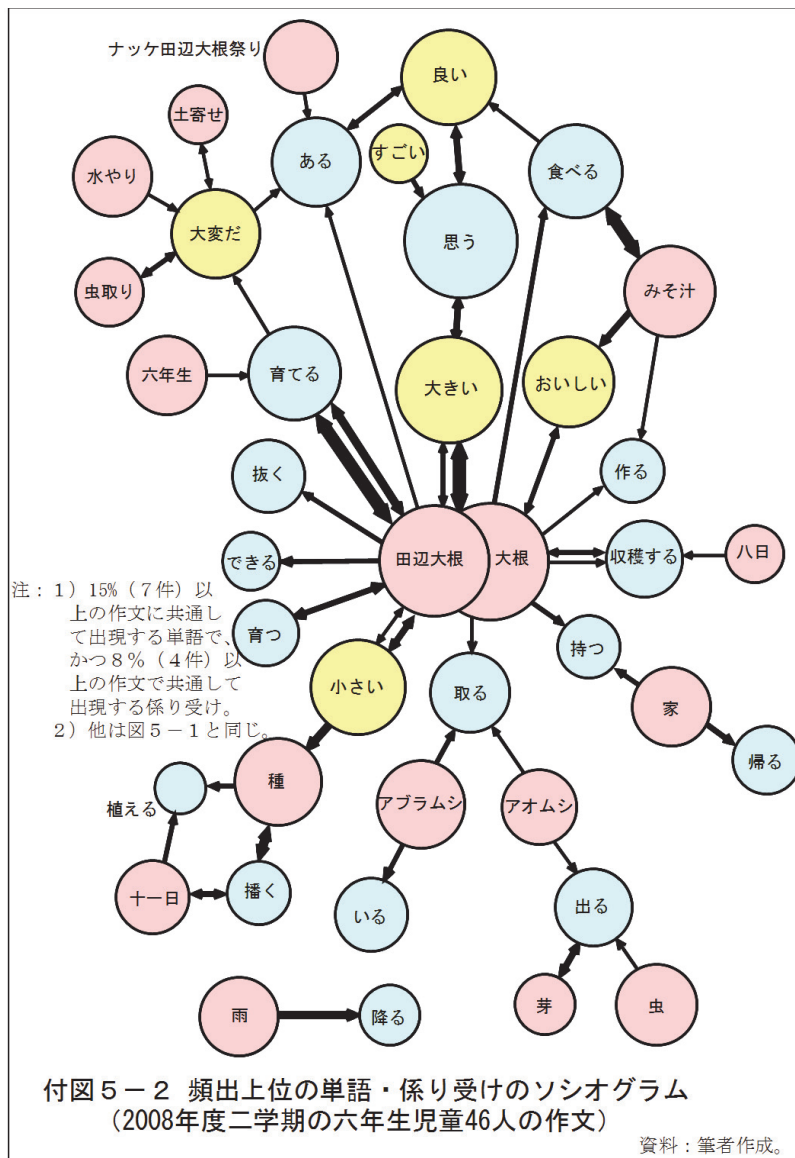 ナッケ田辺大根祭り
良い
土寄せ
ある
すごい
食べる
水やり
大変だ
思う
虫取り
みそ汁
六年生
育てる
大きい
おいしい
抜く
作る
田辺大根
大根
できる
収穫する
八日
注：１）15%（７件）以
上の作文に共通し
て出現する単語で、
かつ８％（４件）以
上の作文で共通して
出現する係り受け。
２）他は図５－１と同じ。
育つ
持つ
小さい
取る
家
帰る
種
植える
アブラムシ
アオムシ
十一日
播く
いる
出る
雨
降る
芽
虫
付図５－２ 頻出上位の単語・係り受けのソシオグラム
（2008年度二学期の六年生児童46人の作文）
資料：筆者作成。